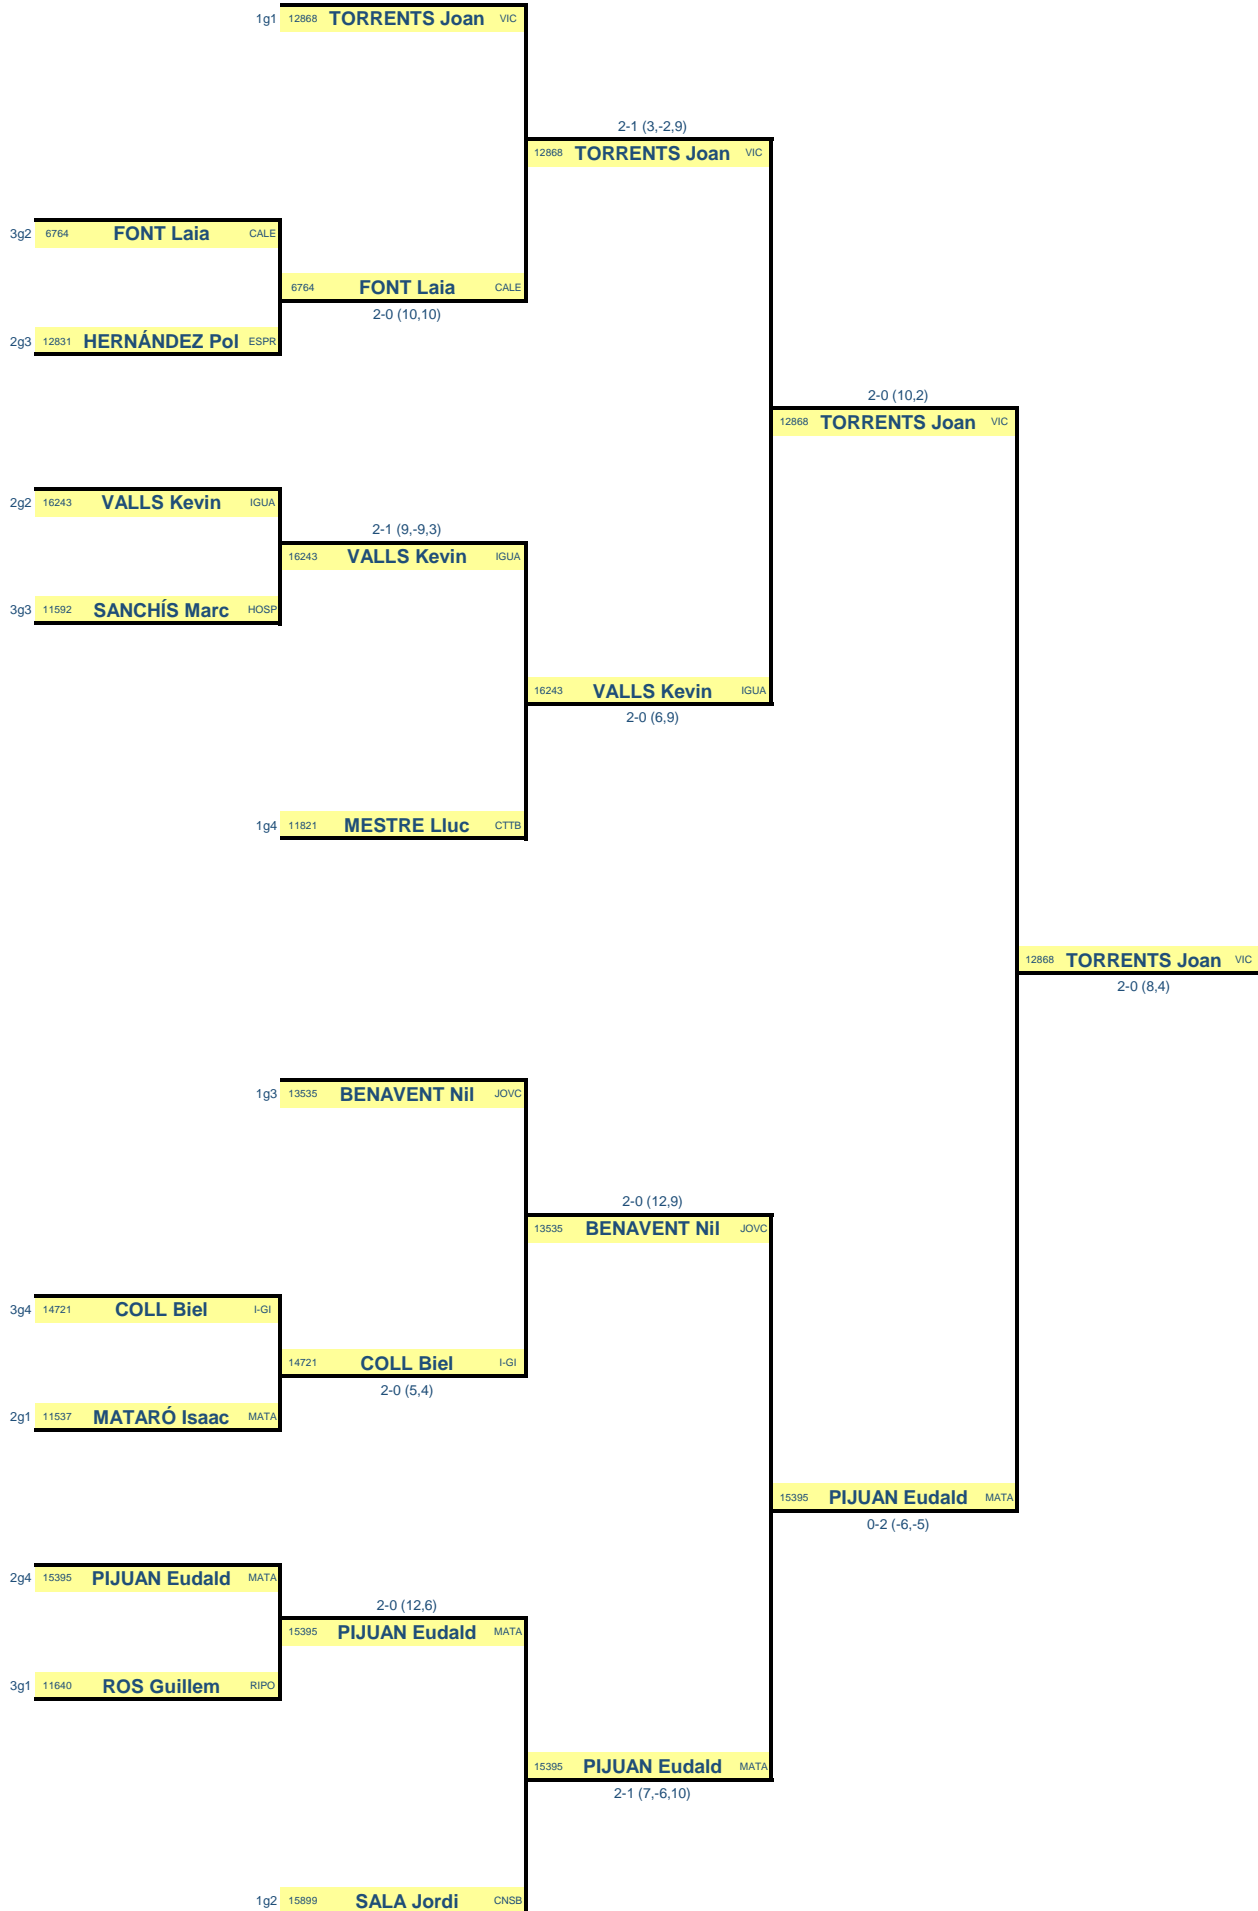 1g1 12868 TORRENTS Joan VIC
2-1 (3,-2,9)
12868 TORRENTS Joan VIC
3g2 6764 FONT Laia CALE
6764 FONT Laia CALE
2-0 (10,10)
2g3 12831 HERNÁNDEZ Pol ESPR
2-0 (10,2)
12868 TORRENTS Joan VIC
2g2 16243 VALLS Kevin IGUA
2-1 (9,-9,3)
16243 VALLS Kevin IGUA
3g3 11592 SANCHÍS Marc HOSP
16243 VALLS Kevin IGUA
2-0 (6,9)
1g4 11821 MESTRE Lluc CTTB
12868 TORRENTS Joan VIC
2-0 (8,4)
1g3 13535 BENAVENT Nil JOVC
2-0 (12,9)
13535 BENAVENT Nil JOVC
3g4 14721 COLL Biel I-GI
14721 COLL Biel I-GI
2-0 (5,4)
2g1 11537 MATARÓ Isaac MATA
15395 PIJUAN Eudald MATA
0-2 (-6,-5)
2g4 15395 PIJUAN Eudald MATA
2-0 (12,6)
15395 PIJUAN Eudald MATA
3g1 11640 ROS Guillem RIPO
15395 PIJUAN Eudald MATA
2-1 (7,-6,10)
1g2 15899 SALA Jordi CNSB